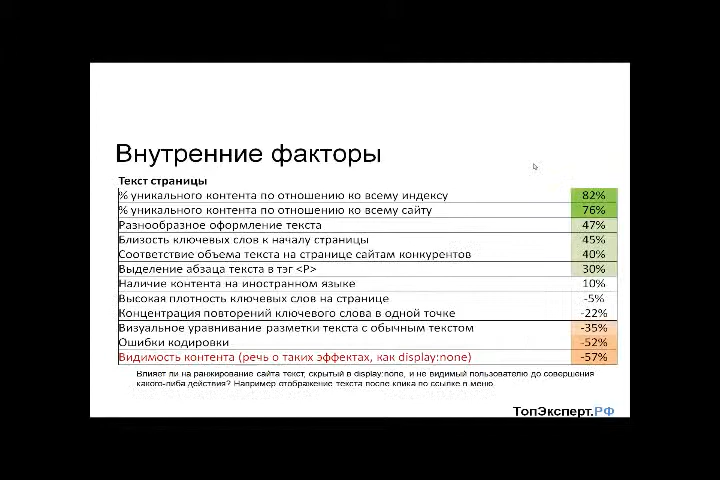 Внутренние факторы
Текст страницы
% уникального контента по отношению ко всему индексу 82%
% уникального контента по отношению ко всему сайту 76%
Разнообразное оформление текста 47%
Близость ключевых слов к началу страницы 45%
Соответствие объема текста на странице сайтам конкурентов 40%
Выделение абзаца текста в тэг <P> 30%
Наличие контента на иностранном языке 10%
Высокая плотность ключевых слов на странице -5%
Концентрация повторений ключевого слова в одной точке -22%
Визуальное уравнивание разметки текста с обычным текстом -35%
Ошибки кодировки -52%
Видимость контента (речь о таких эффектах, как display:none) -57%
Влияет ли на ранжирование сайта текст, скрытый в display:none, и не видимый пользователю до совершения
какого-либа действия? Например отображение текста после клика по ссылке в меню.
ТопЭксперт.РФ